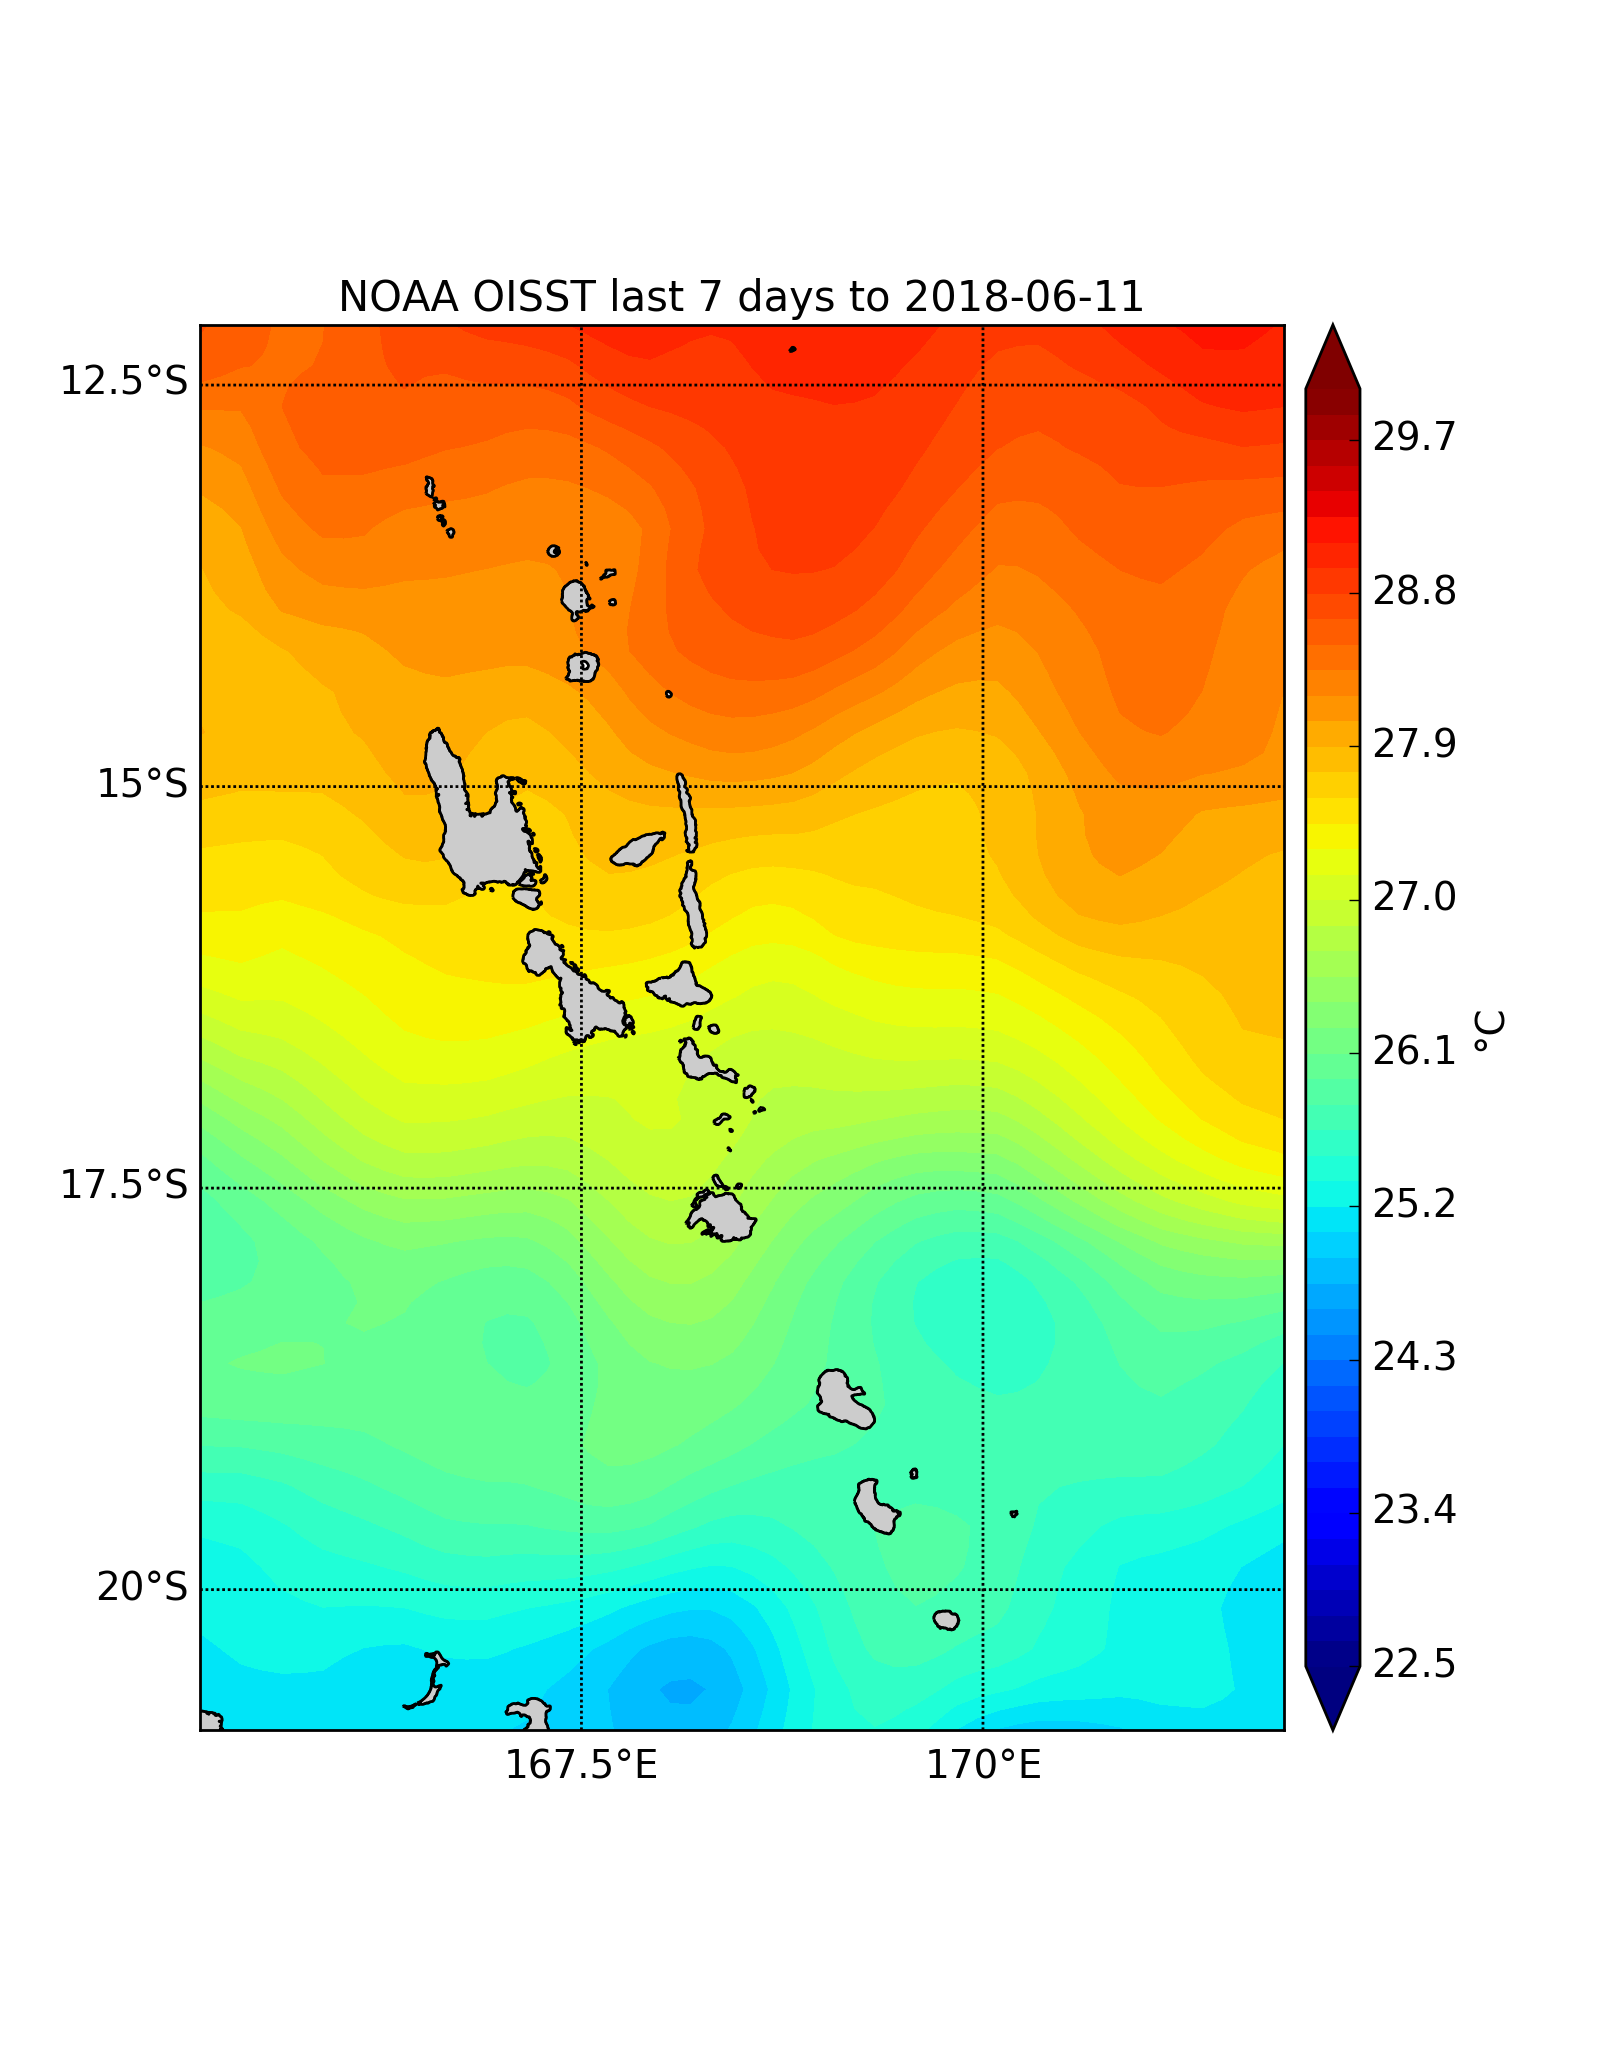 NOAA OISST last 7 days to 2018-06-11
12.5°S
15°S
17.5°S
20°S
167.5°E
170°E
29.7
28.8
27.9
27.0
26.1
25.2
24.3
23.4
22.5
°C